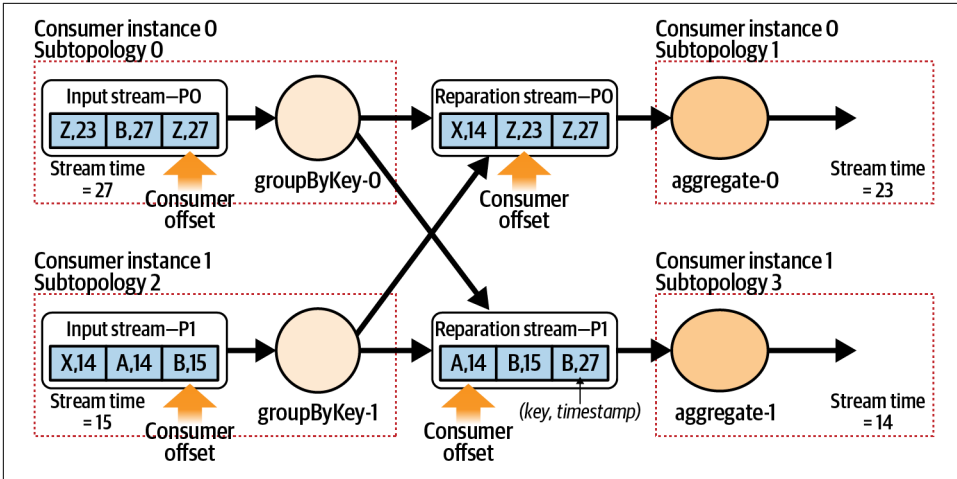 Consumer instance 0
Subtopology 0
Input stream—P0
Z,23 B,27 Z,27
Stream time
= 27
Consumer
offset
groupByKey-0
Reparation stream—P0
X,14 Z,23 Z,27
Consumer
offset
Consumer instance 0
Subtopology 1
aggregate-0
Stream time
= 23
Consumer instance 1
Subtopology 2
Input stream—P1
X,14 A,14 B,15
Stream time
= 15
Consumer
offset
groupByKey-1
Reparation stream—P1
A,14 B,15 B,27
(key, timestamp)
Consumer
offset
Consumer instance 1
Subtopology 3
aggregate-1
Stream time
= 14